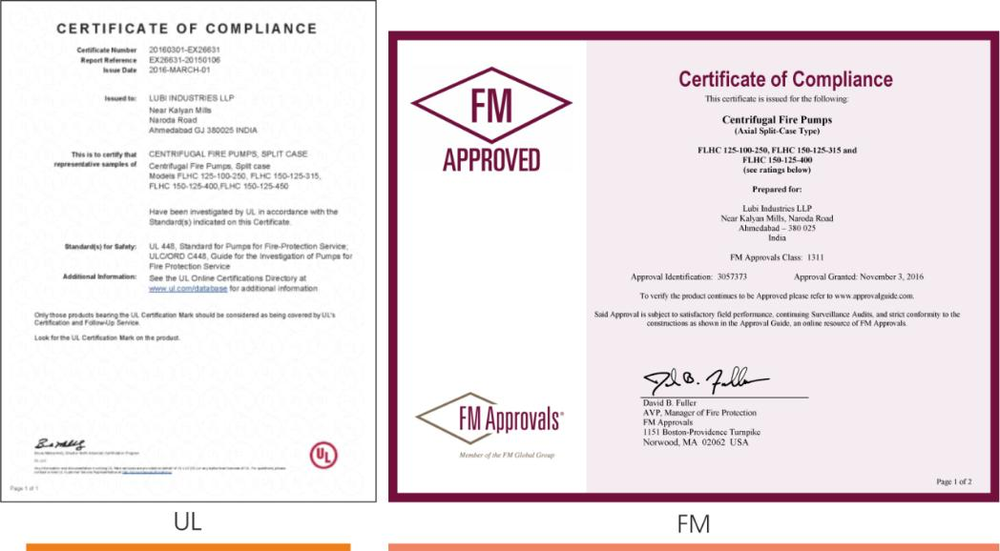 CERTIFICATE OF COMPLIANCE
Certificate Number 20160301-EX26631
Report Reference EX26631-20150106
Issue Date 2016-MARCH-01
Issued to: LUBI INDUSTRIES LLP
Near Kalyan Mills
Naroda Road
Ahmedabad GJ 380025 INDIA
This is to certify that CENTRIFUGAL FIRE PUMPS, SPLIT CASE
representative samples of Centrifugal Fire Pumps, Split case
Models FLHC 125-100-250, FLHC 150-125-315,
FLHC 150-125-400,FLHC 150-125-450
Have been investigated by UL in accordance with the
Standard(s) indicated on this Certificate.
Standard(s) for Safety: UL 448, Standard for Pumps for Fire-Protection Service;
ULC/ORD C448, Guide for the Investigation of Pumps for
Fire Protection Service
Additional Information: See the UL Online Certifications Directory at
www.ul.com/database for additional information
Only those products bearing the UL Certification Mark should be considered as being covered by UL's
Certification and Follow-Up Service.
Look for the UL Certification Mark on the product.
UL
Page 1 of 1
UL
FM
APPROVED
FM Approvals®
Member of the FM Global Group
Certificate of Compliance
This certificate is issued for the following:
Centrifugal Fire Pumps
(Axial Split-Case Type)
FLHC 125-100-250, FLHC 150-125-315 and
FLHC 150-125-400
(see ratings below)
Prepared for:
Lubi Industries LLP
Near Kalyan Mills, Naroda Road
Ahmedabad – 380 025
India
FM Approvals Class: 1311
Approval Identification: 3057373 Approval Granted: November 3, 2016
To verify the product continues to be Approved please refer to www.approvalguide.com.
Said Approval is subject to satisfactory field performance, continuing Surveillance Audits, and strict conformity to the
constructions as shown in the Approval Guide, an online resource of FM Approvals.
David B. Fuller
AVP, Manager of Fire Protection
FM Approvals
1151 Boston-Providence Turnpike
Norwood, MA 02062 USA
Page 1 of 2
FM